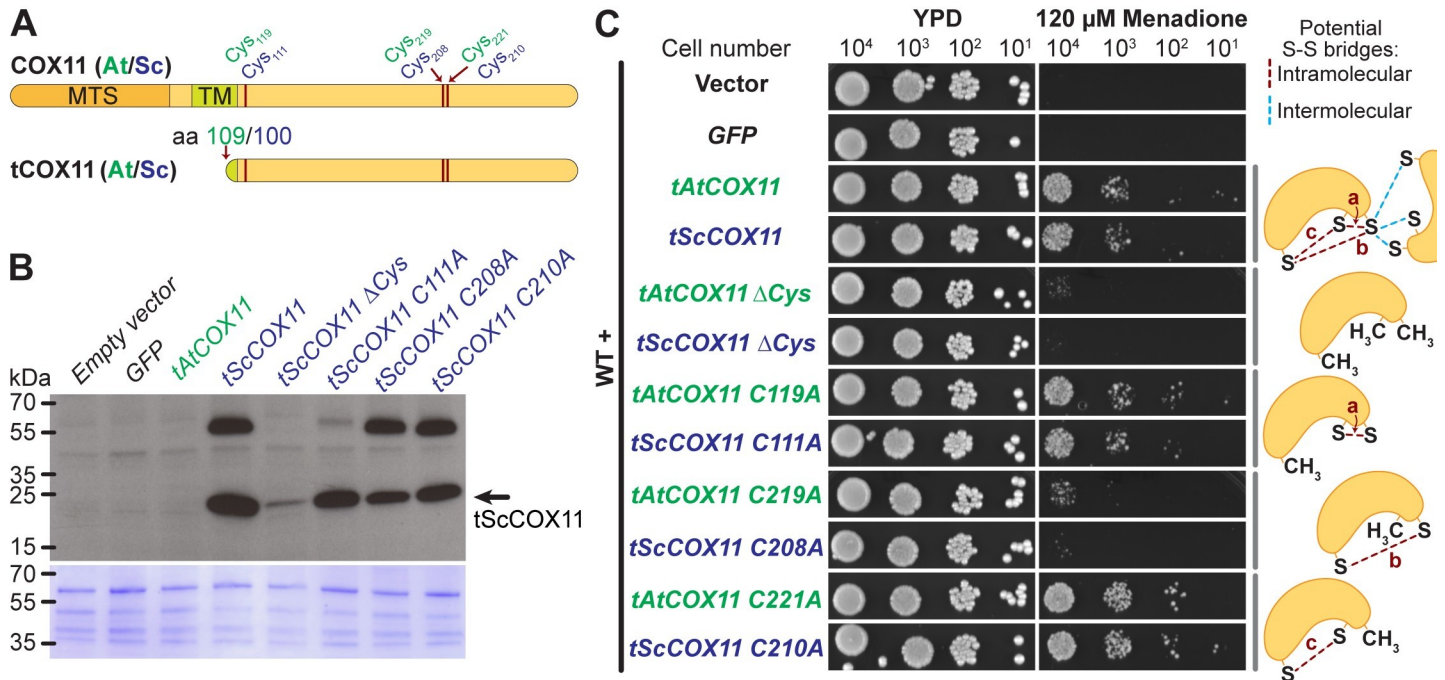 A
COX11 (At/Sc)
Cys119
Cys111
Cys219
Cys208
Cys221
Cys210
MTS
TM
aa 109/100
tCOX11 (At/Sc)
B
Empty vector
GFP
tAtCOX11
tScCOX11
tScCOX11 ΔCys
tScCOX11 C111A
tScCOX11 C208A
tScCOX11 C210A
kDa
70
55
35
25
15
tScCOX11
70
55
35
C
YPD
120 µM Menadione
Cell number
10⁴ 10³ 10² 10¹
10⁴ 10³ 10² 10¹
WT +
Vector
GFP
tAtCOX11
tScCOX11
tAtCOX11 ΔCys
tScCOX11 ΔCys
tAtCOX11 C119A
tScCOX11 C111A
tAtCOX11 C219A
tScCOX11 C208A
tAtCOX11 C221A
tScCOX11 C210A
Potential
S-S bridges:
Intramolecular
Intermolecular
S
a
S S S
c
b S
S
H₃C CH₃
CH₃
a
S S
CH₃
H₃C S
S b
S CH₃
c
S